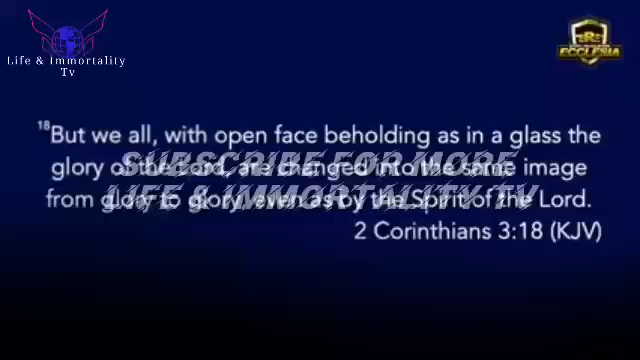 Life & Immortality
Tv
ECCLESIA
18But we all, with open face beholding as in a glass the
glory of the Lord, are changed into the same image
from glory to glory, even as by the Spirit of the Lord.
2 Corinthians 3:18 (KJV)
SUBSCRIBE FOR MORE
LIFE & IMMORTALITY TV